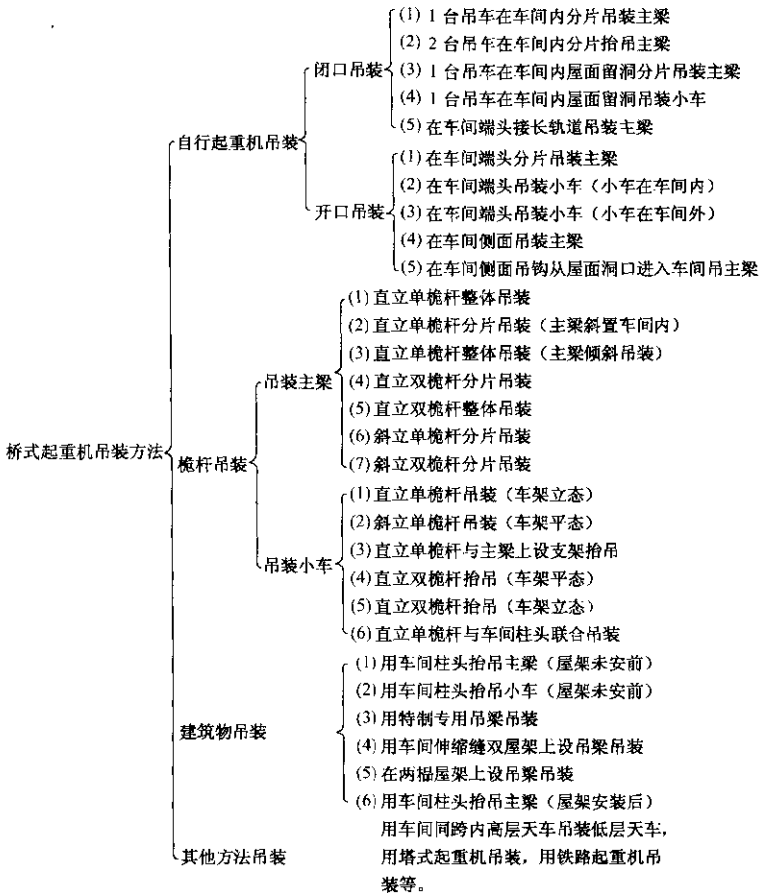 (1) 1 台吊车在车间内分片吊装主梁
(2) 2 台吊车在车间内分片抬吊主梁
闭口吊装
(3) 1 台吊车在车间内屋面留洞分片吊装主梁
(4) 1 台吊车在车间内屋面留洞吊装小车
(5) 在车间端头接长轨道吊装主梁
自行起重机吊装
(1) 在车间端头分片吊装主梁
(2) 在车间端头吊装小车（小车在车间内）
开口吊装
(3) 在车间端头吊装小车（小车在车间外）
(4) 在车间侧面吊装主梁
(5) 在车间侧面吊钩从屋面洞口进入车间吊主梁
(1) 直立单桅杆整体吊装
(2) 直立单桅杆分片吊装（主梁斜置车间内）
(3) 直立单桅杆整体吊装（主梁倾斜吊装）
吊装主梁
(4) 直立双桅杆分片吊装
(5) 直立双桅杆整体吊装
(6) 斜立单桅杆分片吊装
(7) 斜立双桅杆分片吊装
桥式起重机吊装方法
桅杆吊装
(1) 直立单桅杆吊装（车架立态）
(2) 斜立单桅杆吊装（车架平态）
吊装小车
(3) 直立单桅杆与主梁上设支架抬吊
(4) 直立双桅杆抬吊（车架平态）
(5) 直立双桅杆抬吊（车架立态）
(6) 直立单桅杆与车间柱头联合吊装
(1) 用车间柱头抬吊主梁（屋架未安前）
(2) 用车间柱头抬吊小车（屋架未安前）
建筑物吊装
(3) 用特制专用吊梁吊装
(4) 用车间伸缩缝双屋架上设吊梁吊装
(5) 在两榀屋架上设吊梁吊装
(6) 用车间柱头抬吊主梁（屋架安装后）
其他方法吊装
用车间同跨内高层天车吊装低层天车，
用塔式起重机吊装，用铁路起重机吊
装等。